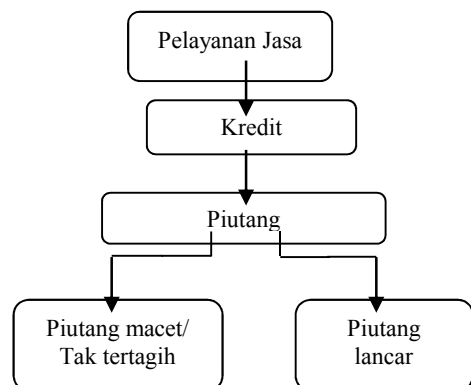 Pelayanan Jasa
Kredit
Piutang
Piutang macet/
Tak tertagih
Piutang
lancar